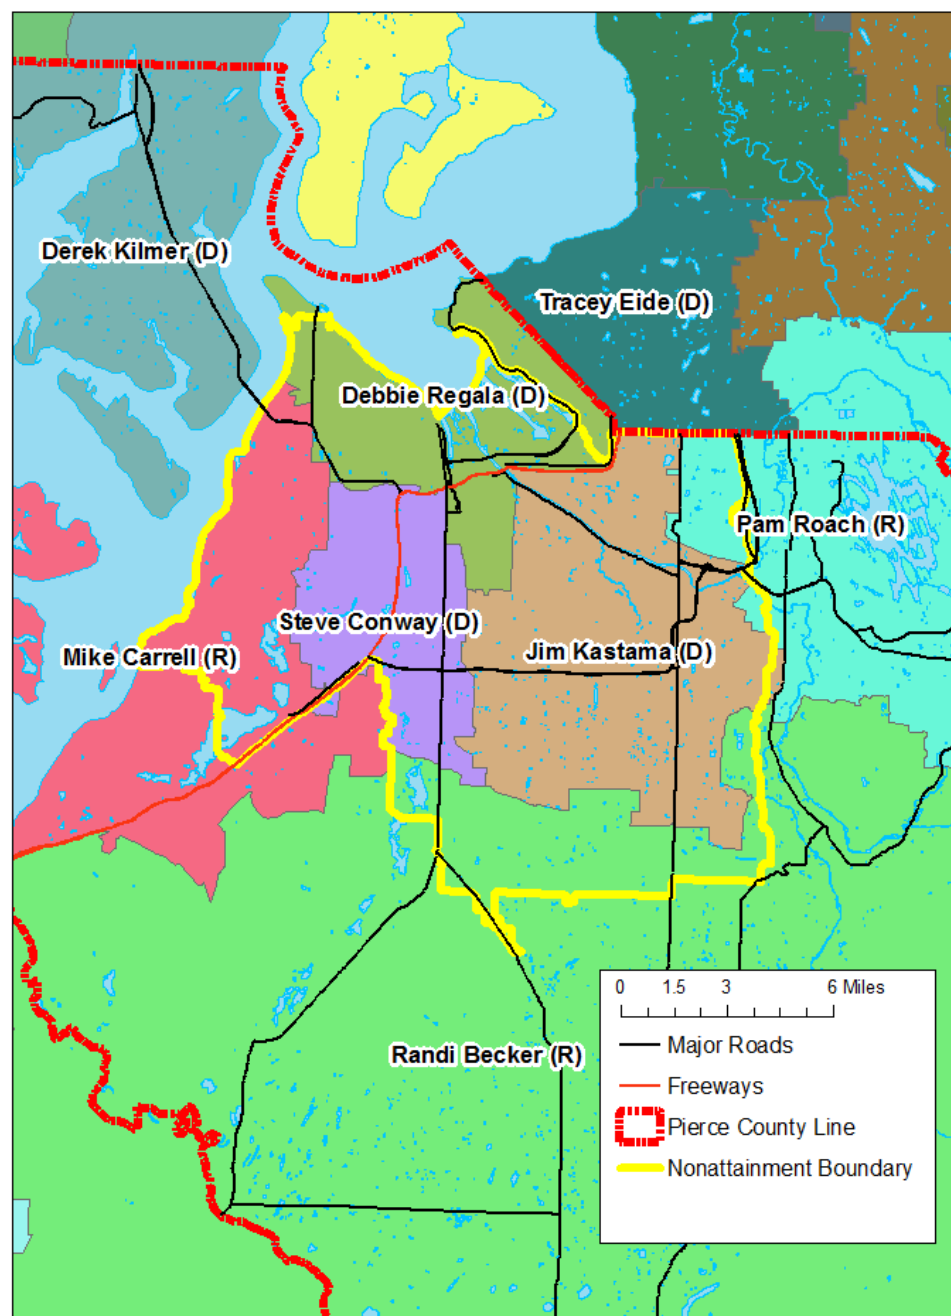 Derek Kilmer (D)
Tracey Eide (D)
Debbie Regala (D)
Pam Roach (R)
Steve Conway (D)
Mike Carrell (R)
Jim Kastama (D)
Randi Becker (R)
0 1.5 3 6 Miles
Major Roads
Freeways
Pierce County Line
Nonattainment Boundary